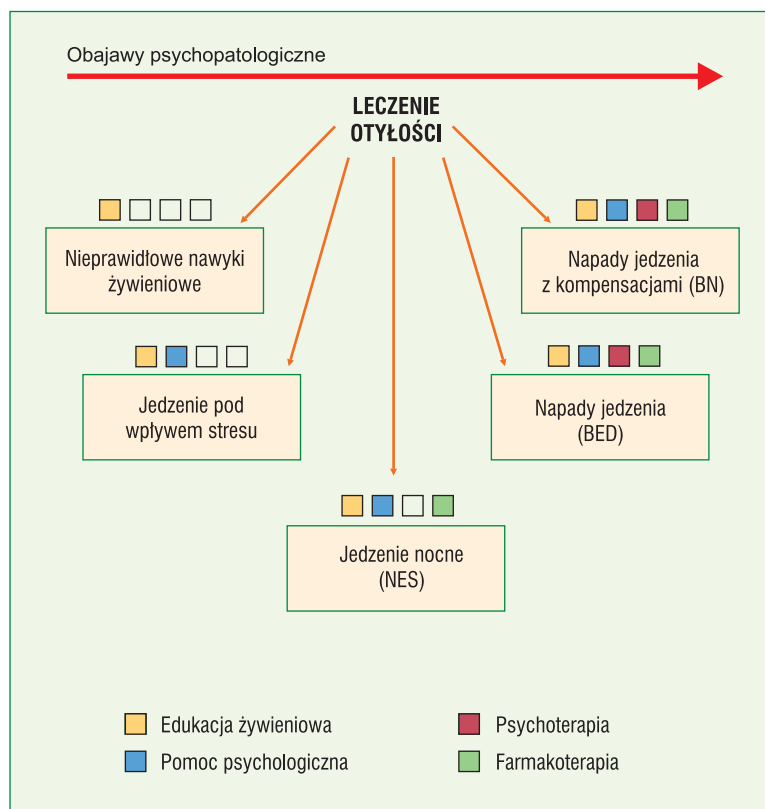 Obajawy psychopatologiczne
LECZENIE
OTYŁOŚCI
Nieprawidłowe nawyki
żywieniowe
Napady jedzenia
z kompensacjami (BN)
Jedzenie pod
wpływem stresu
Napady jedzenia
(BED)
Jedzenie nocne
(NES)
Edukacja żywieniowa
Pomoc psychologiczna
Psychoterapia
Farmakoterapia